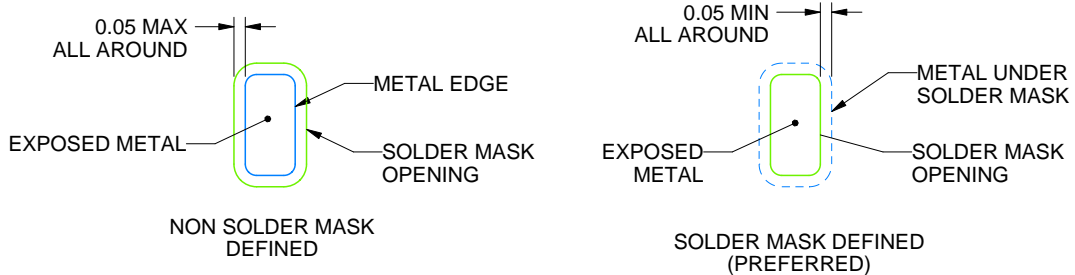 0.05 MAX
ALL AROUND
METAL EDGE
EXPOSED METAL
SOLDER MASK
OPENING
NON SOLDER MASK
DEFINED
0.05 MIN
ALL AROUND
METAL UNDER
SOLDER MASK
EXPOSED
METAL
SOLDER MASK
OPENING
SOLDER MASK DEFINED
(PREFERRED)